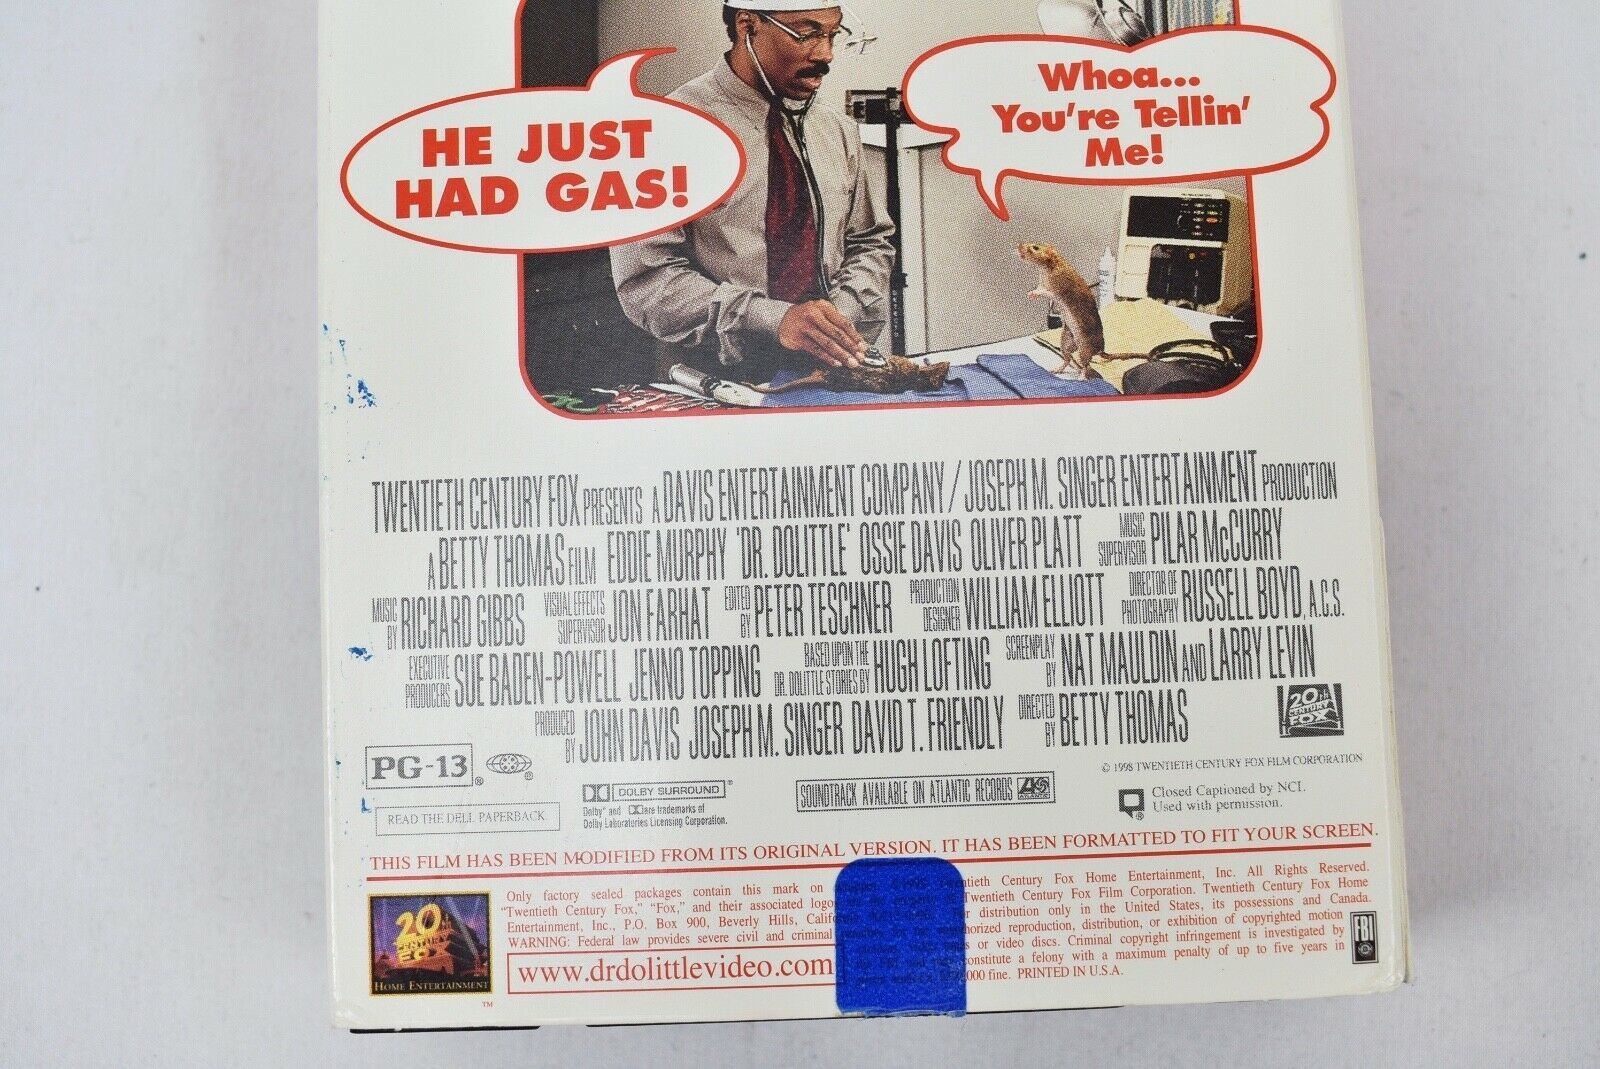 HE JUST
HAD GAS!
Whoa...
You're Tellin'
Me!
TWENTIETH CENTURY FOX PRESENTS A DAVIS ENTERTAINMENT COMPANY/JOSEPH M. SINGER ENTERTAINMENT PRODUCTION
A BETTY THOMAS FILM EDDIE MURPHY 'DR. DOLITTLE' OSSIE DAVIS OLIVER PLATT MUSIC SUPERVISOR PILAR McCURRY
MUSIC BY RICHARD GIBBS VISUAL EFFECTS SUPERVISOR JON FARHAT EDITED BY PETER TESCHNER PRODUCTION DESIGNER WILLIAM ELLIOTT DIRECTOR OF PHOTOGRAPHY RUSSELL BOYD, A.C.S.
EXECUTIVE PRODUCERS SUE BADEN-POWELL JENNO TOPPING BASED UPON THE DR. DOLITTLE STORIES BY HUGH LOFTING SCREENPLAY BY NAT MAULDIN AND LARRY LEVIN
PRODUCED BY JOHN DAVIS JOSEPH M. SINGER DAVID T. FRIENDLY DIRECTED BY BETTY THOMAS
20TH CENTURY FOX
PG-13 ® ®
© 1998 TWENTIETH CENTURY FOX FILM CORPORATION
READ THE DELL PAPERBACK
DOLBY SURROUND ®
Dolby and are trademarks of
Dolby Laboratories Licensing Corporation.
SOUNDTRACK AVAILABLE ON ATLANTIC RECORDS ATLANTIC
Closed Captioned by NCI.
Used with permission.
THIS FILM HAS BEEN MODIFIED FROM ITS ORIGINAL VERSION. IT HAS BEEN FORMATTED TO FIT YOUR SCREEN.
20TH CENTURY FOX
HOME ENTERTAINMENT
TM
Only factory sealed packages contain this mark on Twentieth Century Fox Home Entertainment, Inc. All Rights Reserved.
"Twentieth Century Fox," "Fox," and their associated logos Twentieth Century Fox Film Corporation. Twentieth Century Fox Home
Entertainment, Inc., P.O. Box 900, Beverly Hills, distribution only in the United States, its possessions and Canada.
WARNING: Federal law provides severe civil and criminal reproduction, distribution, or exhibition of copyrighted motion
or video discs. Criminal copyright infringement is investigated by
constitute a felony with a maximum penalty of up to five years in
fine. PRINTED IN U.S.A.
www.drdolittlevideo.com
FBI